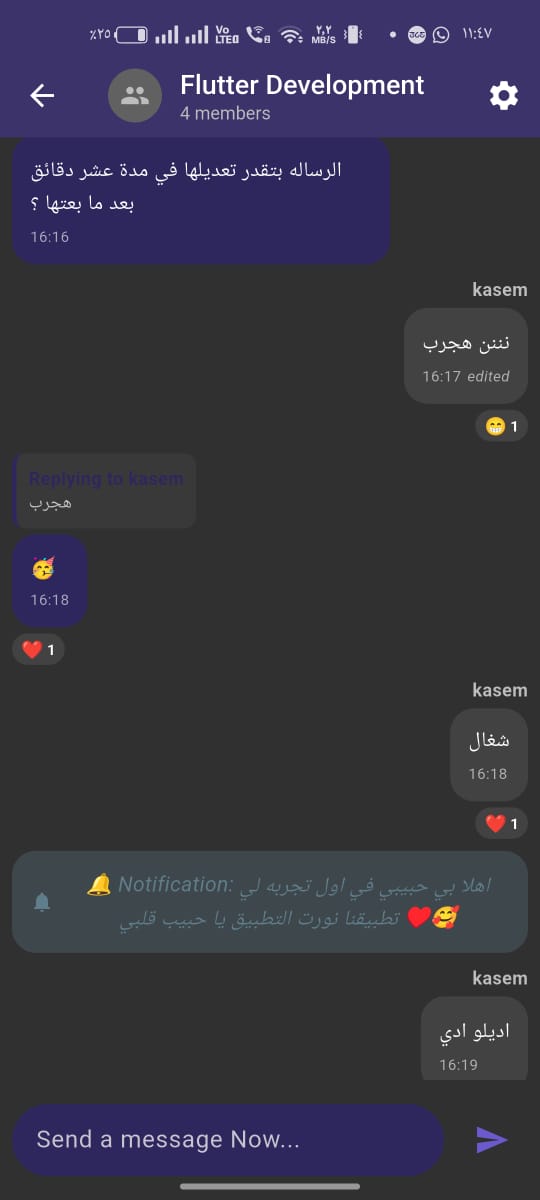 ٪٢٥
Vo LTE 2
٢,٢ MB/S
١١:٤٧
Flutter Development
4 members
الرساله بتقدر تعديلها في مدة عشر دقائق
بعد ما بعتها ؟
16:16
kasem
نننن هجرب
16:17 edited
😁 1
Replying to kasem
هجرب
🥳
16:18
❤️ 1
kasem
شغال
16:18
❤️ 1
🔔 Notification: اهلا بي حبيبي في اول تجربه لي
تطبيقنا نورت التطبيق يا حبيب قلبي ❤️🥰
kasem
اديلو ادي
16:19
Send a message Now...